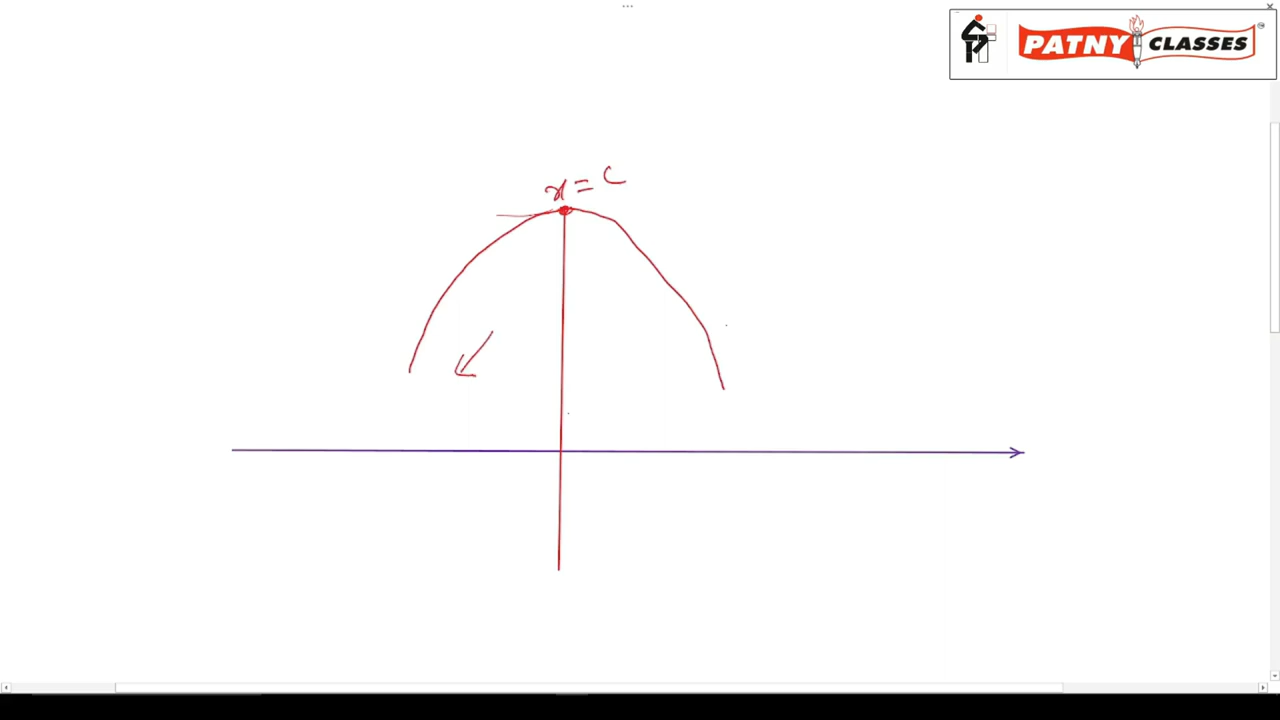 PATNY CLASSES
x = c